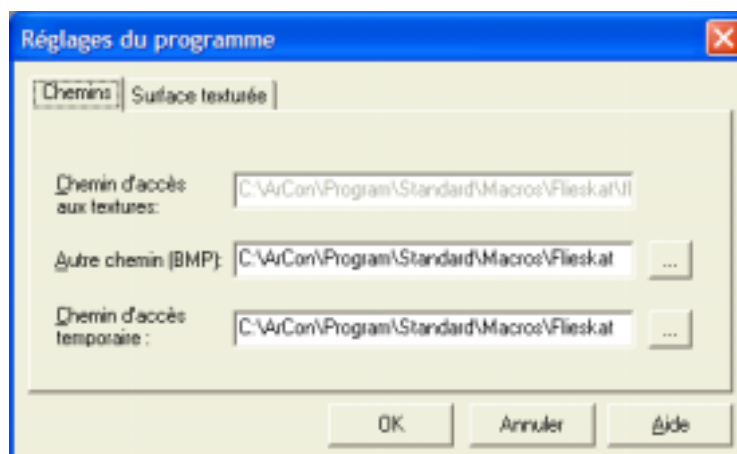 Réglages du programme
Chemins Surface texturée
Chemin d'accès
aux textures:
C:\ArCon\Program\Standard\Macros\Flieskat\fl
Autre chemin (BMP): C:\ArCon\Program\Standard\Macros\Flieskat ...
Chemin d'accès
temporaire :
C:\ArCon\Program\Standard\Macros\Flieskat ...
OK Annuler Aide